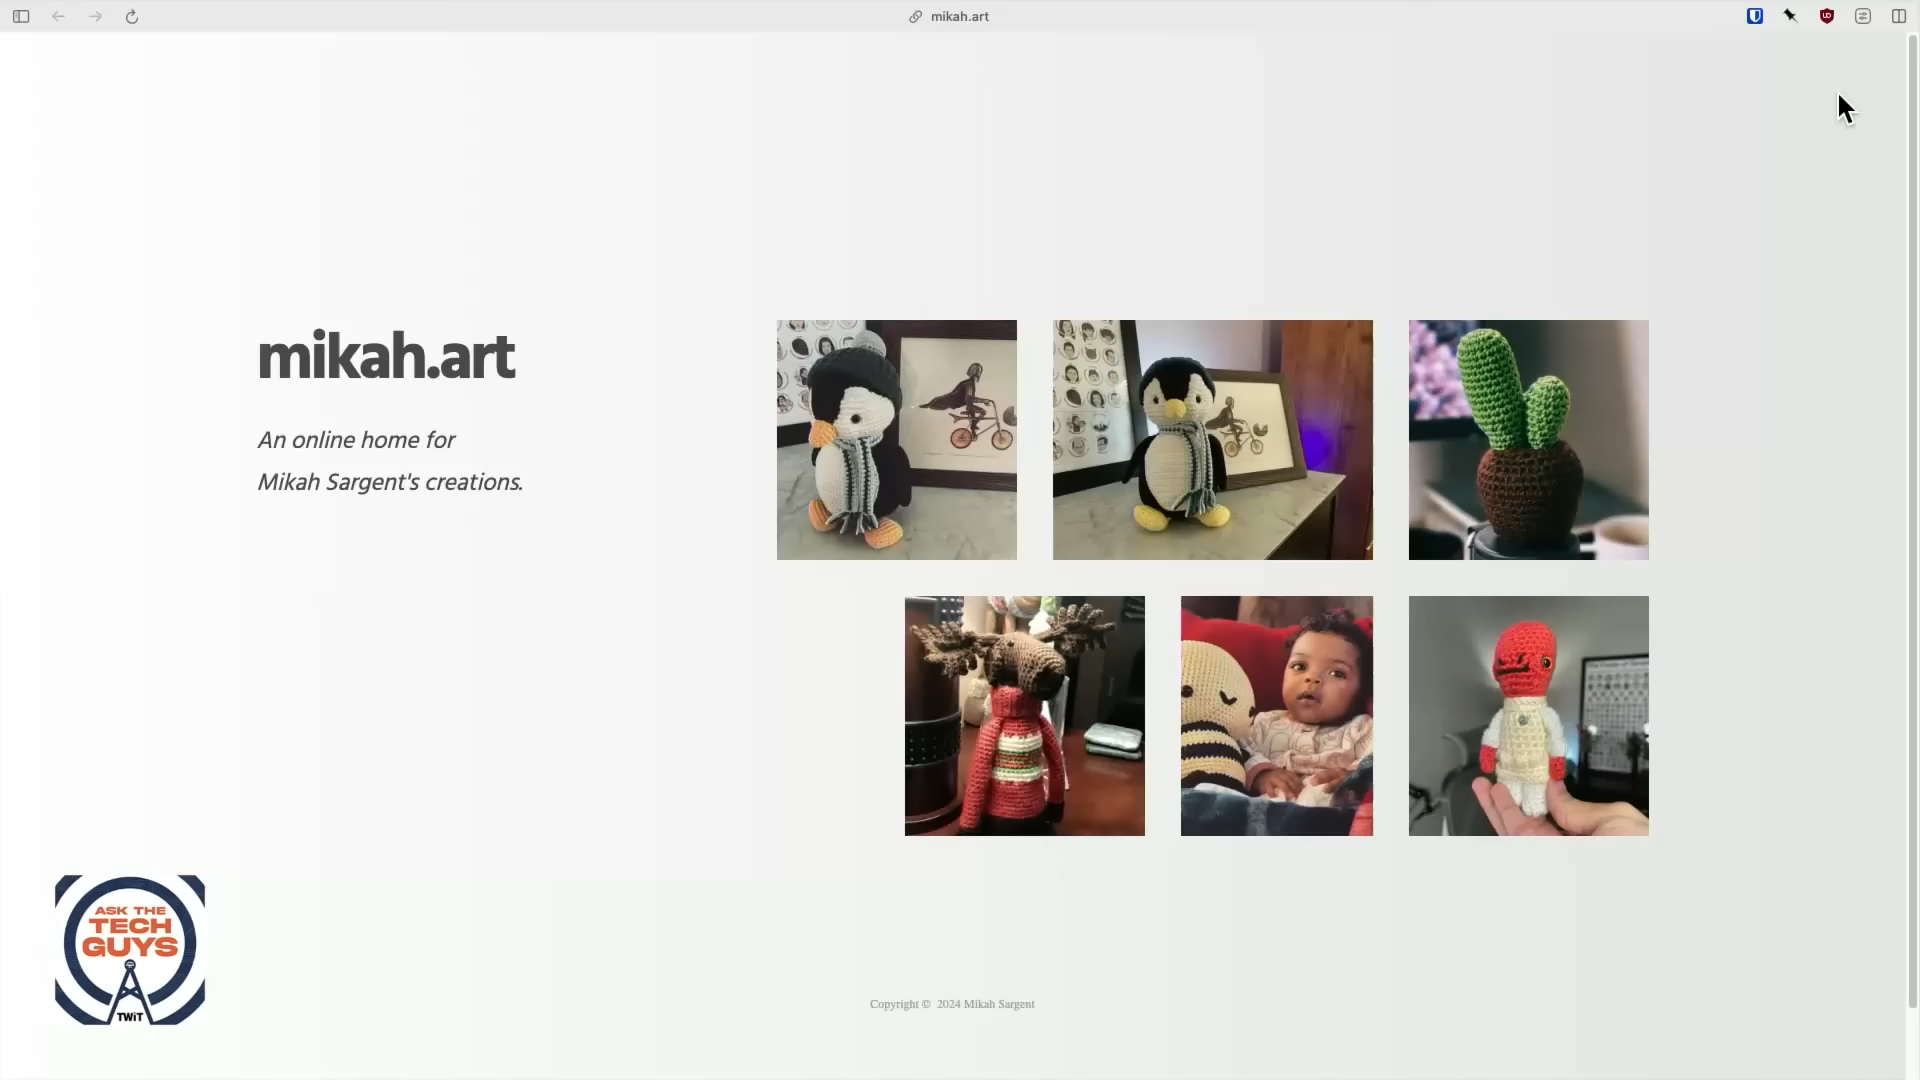 mikah.art
mikah.art
An online home for
Mikah Sargent's creations.
ASK THE
TECH
GUYS
TWiT
Copyright © 2024 Mikah Sargent